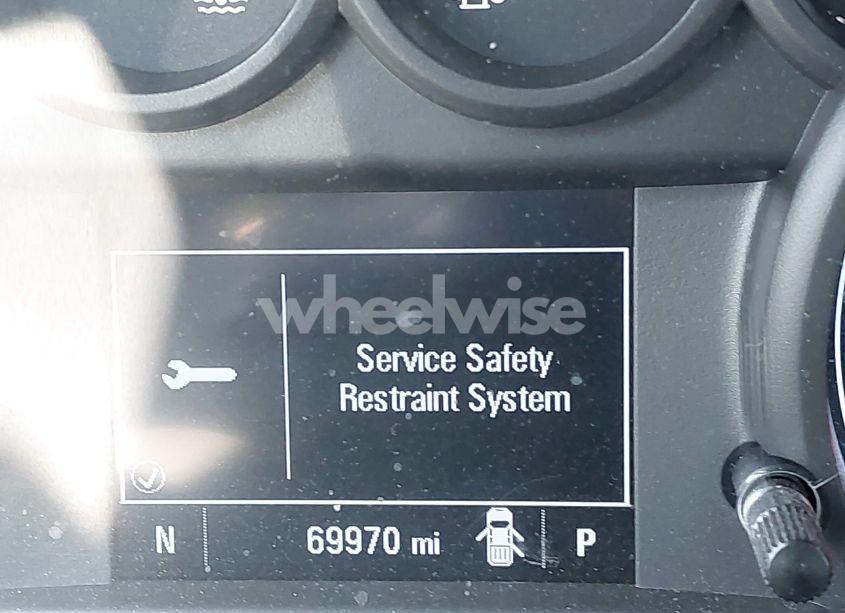 wheelwise
Service Safety
Restraint System
N 69970 mi P